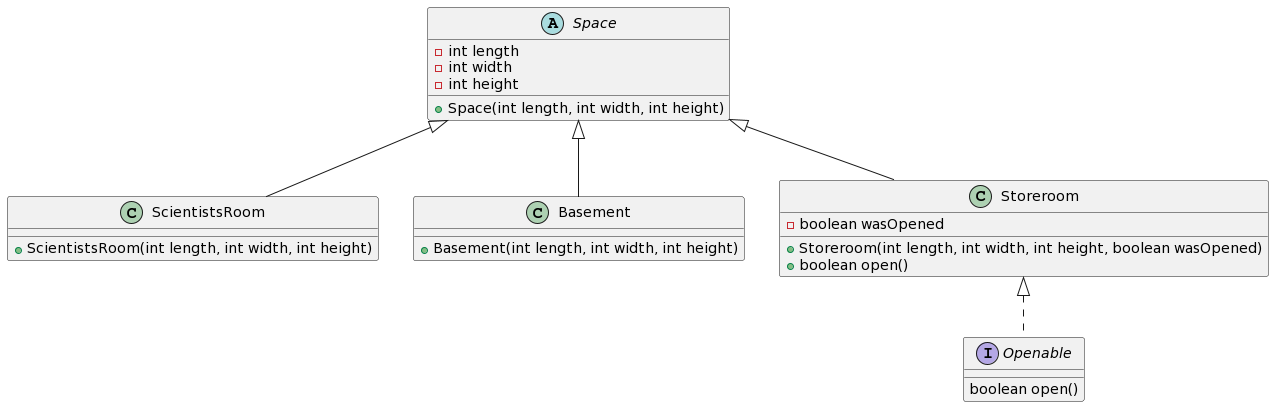 A Space
int length
int width
int height
Space(int length, int width, int height)
C ScientistsRoom
ScientistsRoom(int length, int width, int height)
C Basement
Basement(int length, int width, int height)
C Storeroom
boolean wasOpened
Storeroom(int length, int width, int height, boolean wasOpened)
boolean open()
I Openable
boolean open()